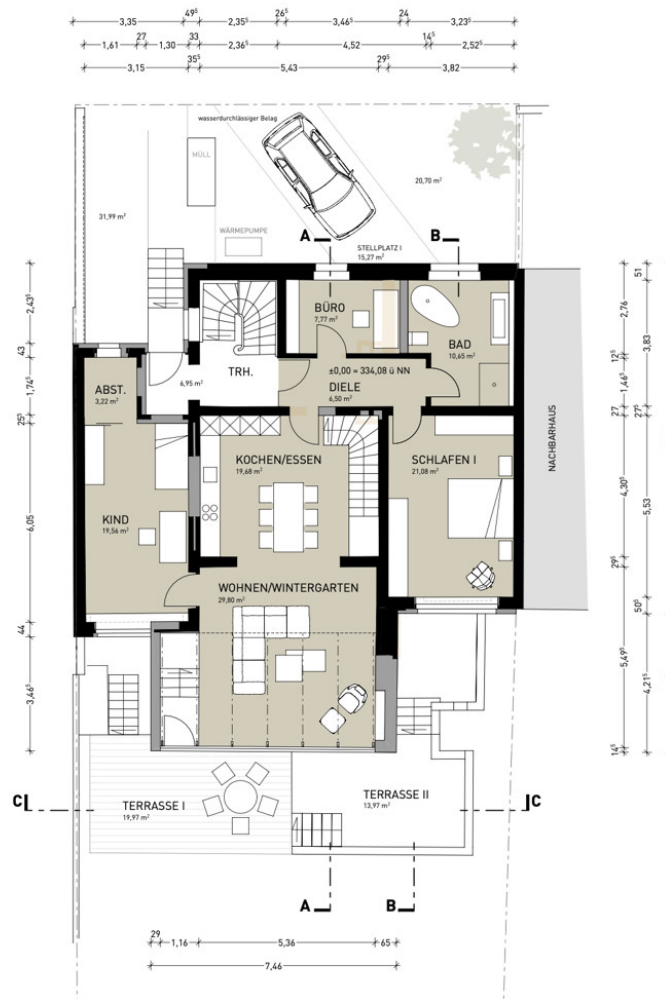 3,35
49⁵
2,35⁵
26⁵
3,46⁵
24
3,23⁵
1,61
27
1,30
33
2,36⁵
4,52
14⁵
2,52⁵
3,15
35⁵
5,43
29⁵
3,82
wasserdurchlässiger Belag
MÜLL
20,70 m²
31,99 m²
WÄRMEPUMPE
A
B
STELLPLATZ I
15,27 m²
2,43⁵
43
1,74⁵
25⁵
6,05
44
3,46⁵
51
2,76
3,83
12⁵
1,46⁵
27
27⁵
4,30⁵
5,53
29⁵
50⁵
5,49⁵
4,21⁵
14⁵
BÜRO
7,77 m²
BAD
10,65 m²
TRH.
6,95 m²
±0,00 = 334,08 ü NN
DIELE
6,50 m²
ABST.
3,22 m²
KOCHEN/ESSEN
19,68 m²
SCHLAFEN I
21,08 m²
NACHBARHAUS
KIND
19,56 m²
WOHNEN/WINTERGARTEN
29,80 m²
C
C
TERRASSE I
19,97 m²
TERRASSE II
13,97 m²
A
B
29
1,16
5,36
65
7,46